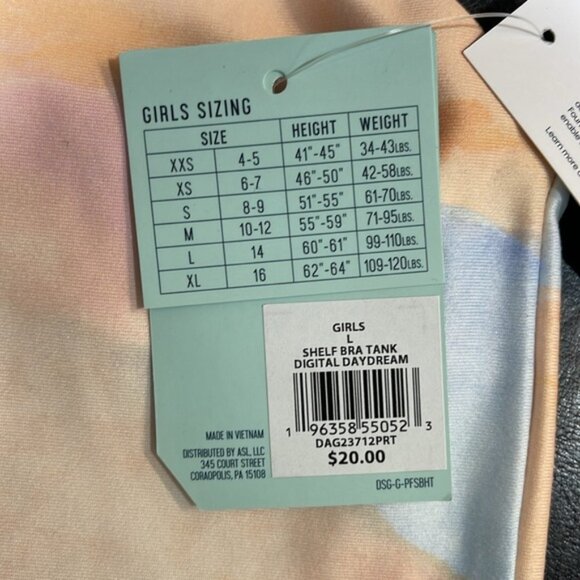 GIRLS SIZING
SIZE HEIGHT WEIGHT
XXS 4-5 41"-45" 34-43LBS.
XS 6-7 46"-50" 42-58LBS.
S 8-9 51"-55" 61-70LBS.
M 10-12 55"-59" 71-95LBS.
L 14 60"-61" 99-110LBS.
XL 16 62"-64" 109-120LBS.
GIRLS
L
SHELF BRA TANK
DIGITAL DAYDREAM
1 96358 55052 3
DAG23712PRT
$20.00
MADE IN VIETNAM
DISTRIBUTED BY ASL, LLC
345 COURT STREET
CORAOPOLIS, PA 15108
DSG-G-PFSBHT
enable
Learn more